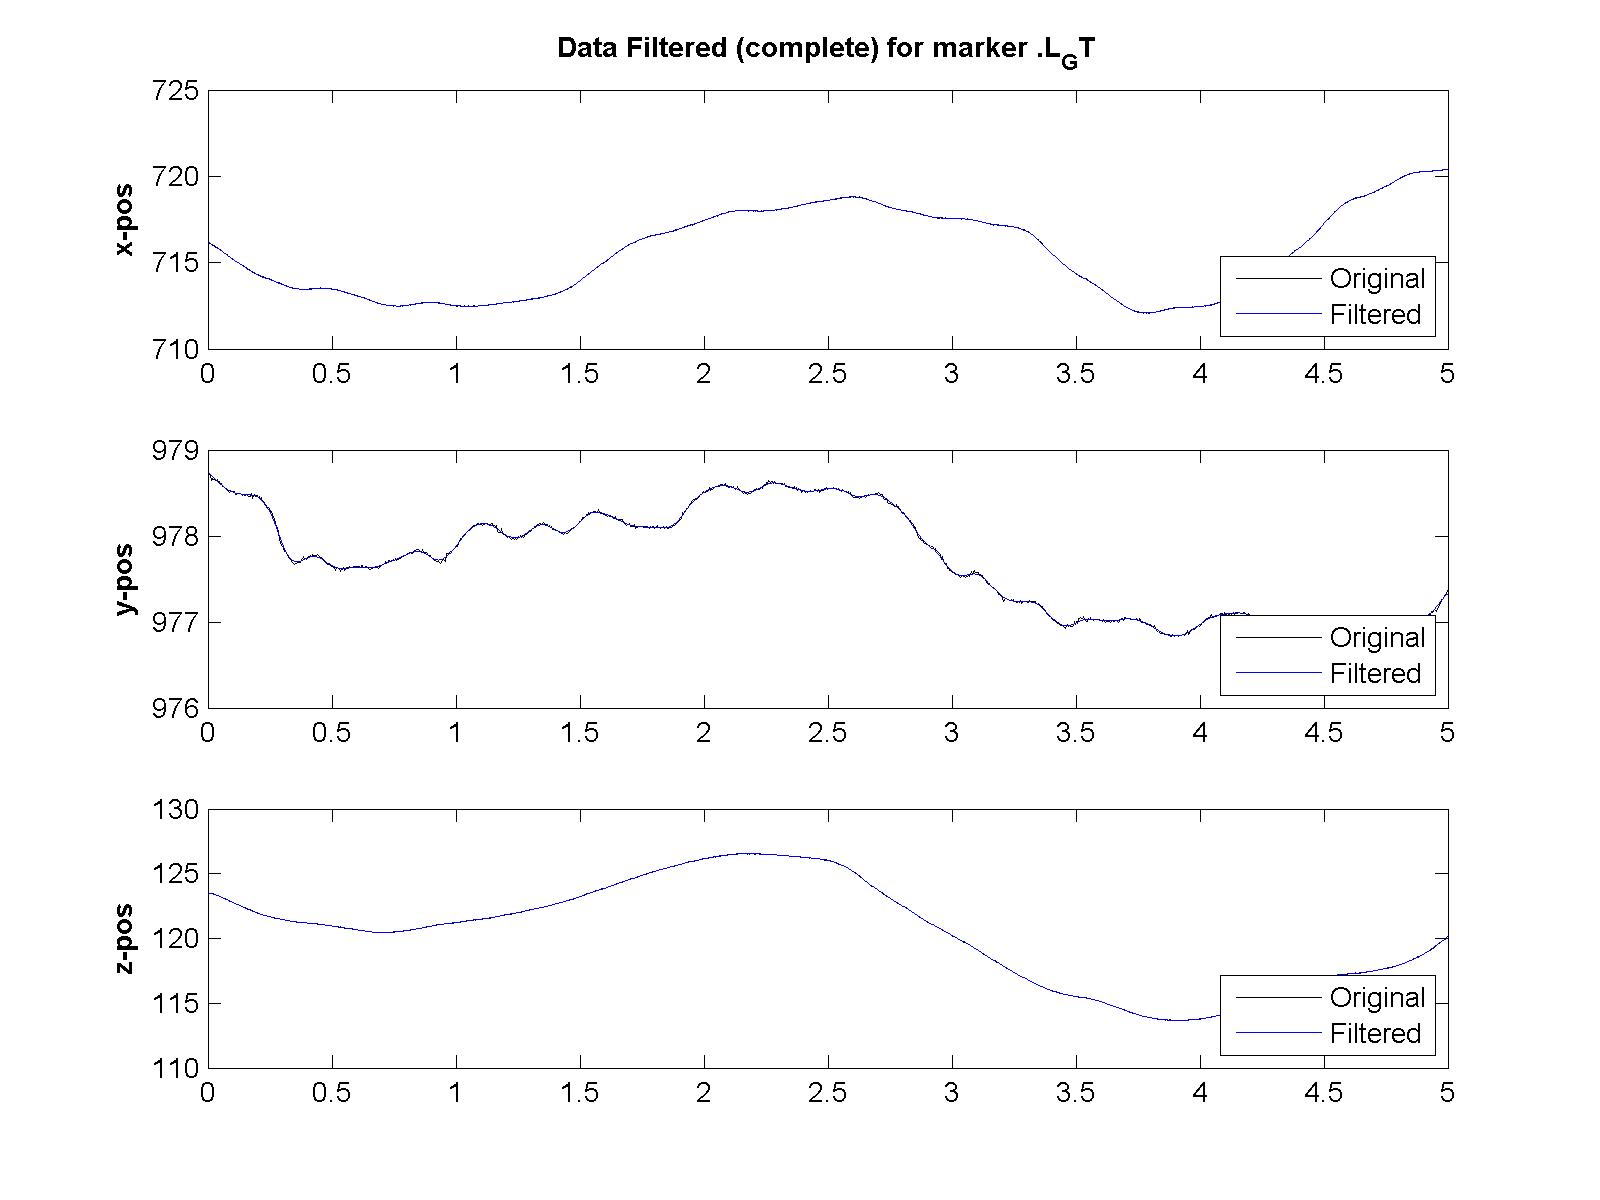 Data Filtered (complete) for marker .LGT
725
720
715
710
x-pos
Original
Filtered
0 0.5 1 1.5 2 2.5 3 3.5 4 4.5 5
979
978
977
976
y-pos
Original
Filtered
0 0.5 1 1.5 2 2.5 3 3.5 4 4.5 5
130
125
120
115
110
z-pos
Original
Filtered
0 0.5 1 1.5 2 2.5 3 3.5 4 4.5 5